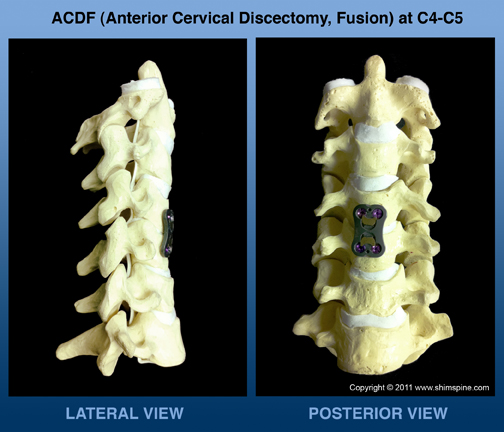 ACDF (Anterior Cervical Discectomy, Fusion) at C4-C5
Copyright © 2011 www.shimspine.com
LATERAL VIEW
POSTERIOR VIEW